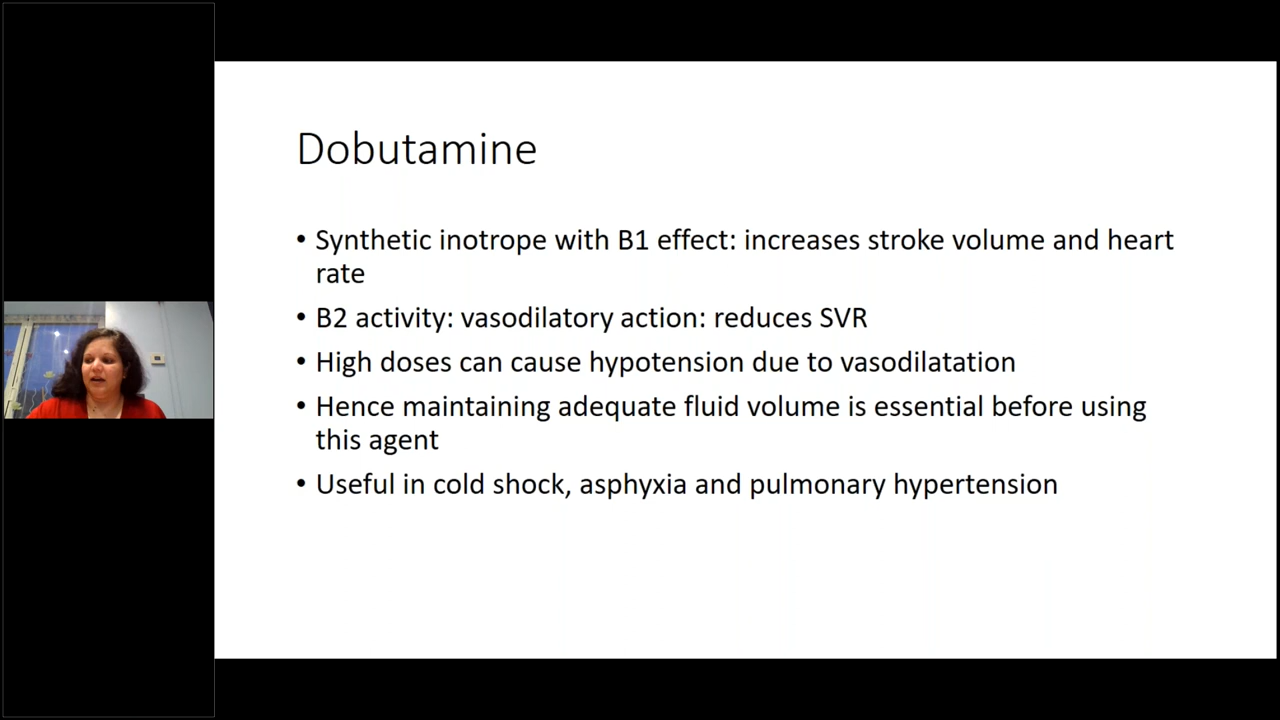 Dobutamine
• Synthetic inotrope with B1 effect: increases stroke volume and heart
rate
• B2 activity: vasodilatory action: reduces SVR
• High doses can cause hypotension due to vasodilatation
• Hence maintaining adequate fluid volume is essential before using
this agent
• Useful in cold shock, asphyxia and pulmonary hypertension